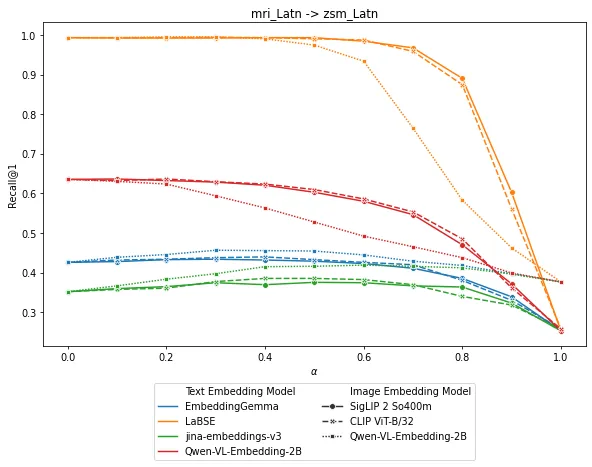 mri_Latn -> zsm_Latn
Recall@1
1.0
0.9
0.8
0.7
0.6
0.5
0.4
0.3
0.0 0.2 0.4 0.6 0.8 1.0
α
Text Embedding Model Image Embedding Model
EmbeddingGemma SigLIP 2 So400m
LaBSE CLIP ViT-B/32
jina-embeddings-v3 Qwen-VL-Embedding-2B
Qwen-VL-Embedding-2B